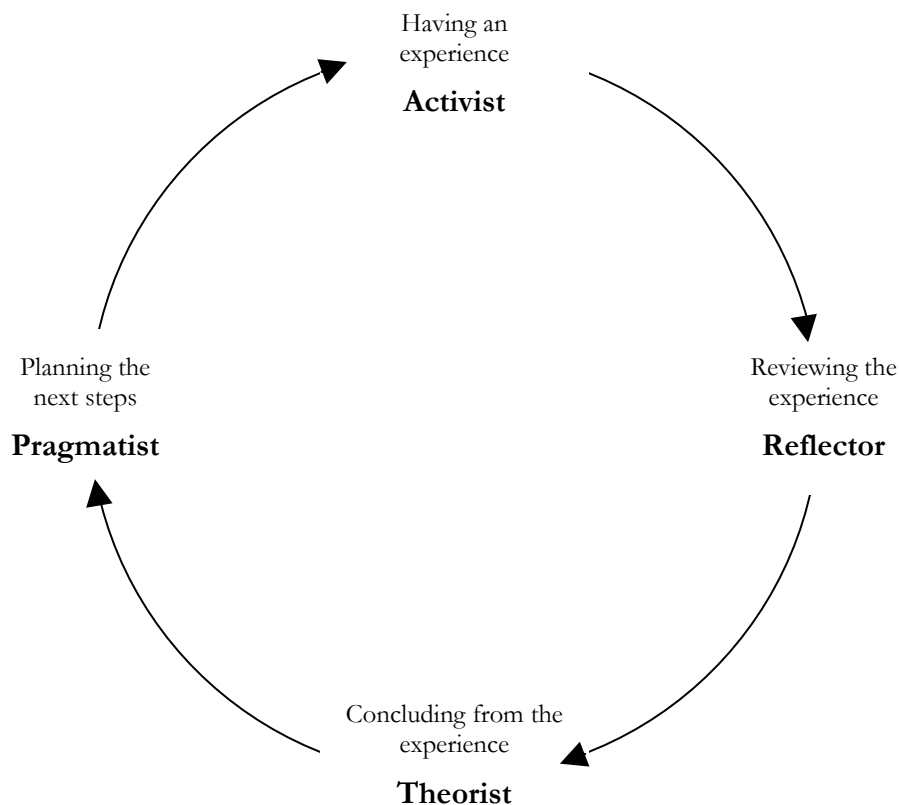 Having an
experience
Activist
Planning the
next steps
Pragmatist
Reviewing the
experience
Reflector
Concluding from the
experience
Theorist